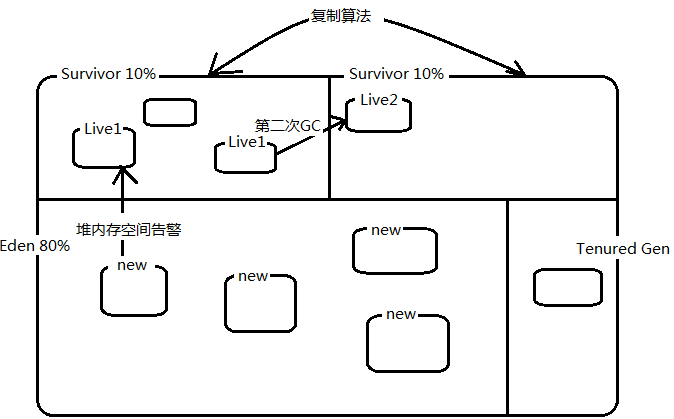 复制算法
Survivor 10%
Survivor 10%
Live1
Live2
第二次GC
Live1
堆内存空间告警
Eden 80%
Tenured Gen
new
new
new
new